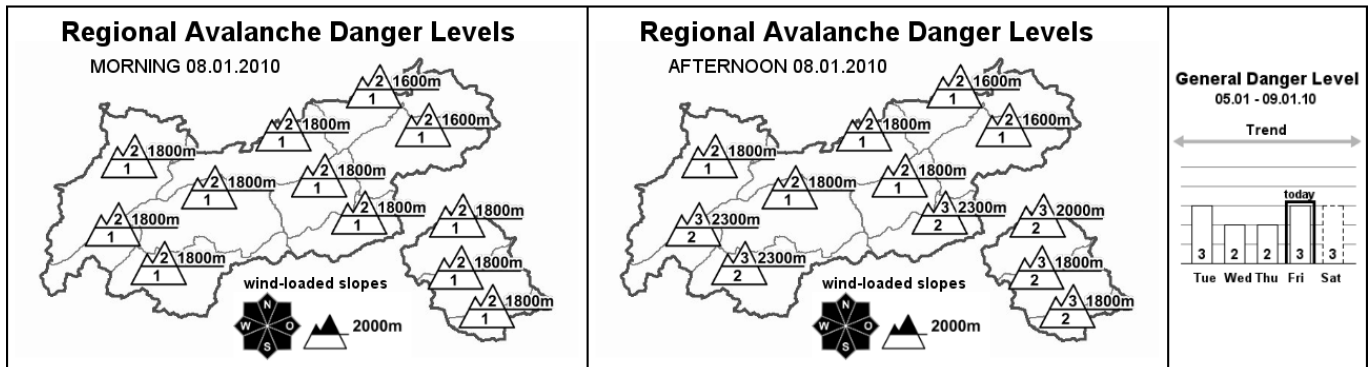 Regional Avalanche Danger Levels
MORNING 08.01.2010
2 1600m
1
2 1600m
1
2 1800m
1
2 1800m
1
2 1800m
1
2 1800m
1
2 1800m
1
2 1800m
1
2 1800m
1
2 1800m
1
2 1800m
1
2 1800m
1
wind-loaded slopes
N
W O
S
2000m
Regional Avalanche Danger Levels
AFTERNOON 08.01.2010
2 1600m
1
2 1600m
1
2 1800m
1
2 1800m
1
2 1800m
1
2 1800m
1
3 2300m
2
3 2000m
2
3 2300m
2
3 2300m
2
3 1800m
2
3 1800m
2
wind-loaded slopes
N
W O
S
2000m
General Danger Level
05.01 - 09.01.10
Trend
today
3 2 2 3 3
Tue Wed Thu Fri Sat